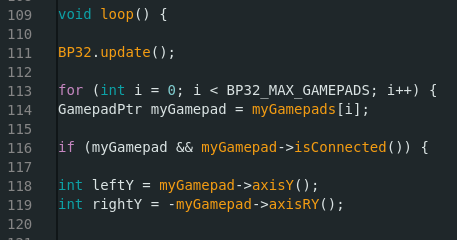 109 void loop() {
110
111 BP32.update();
112
113 for (int i = 0; i < BP32_MAX_GAMEPADS; i++) {
114 GamepadPtr myGamepad = myGamepads[i];
115
116 if (myGamepad && myGamepad->isConnected()) {
117
118 int leftY = myGamepad->axisY();
119 int rightY = -myGamepad->axisRY();
120